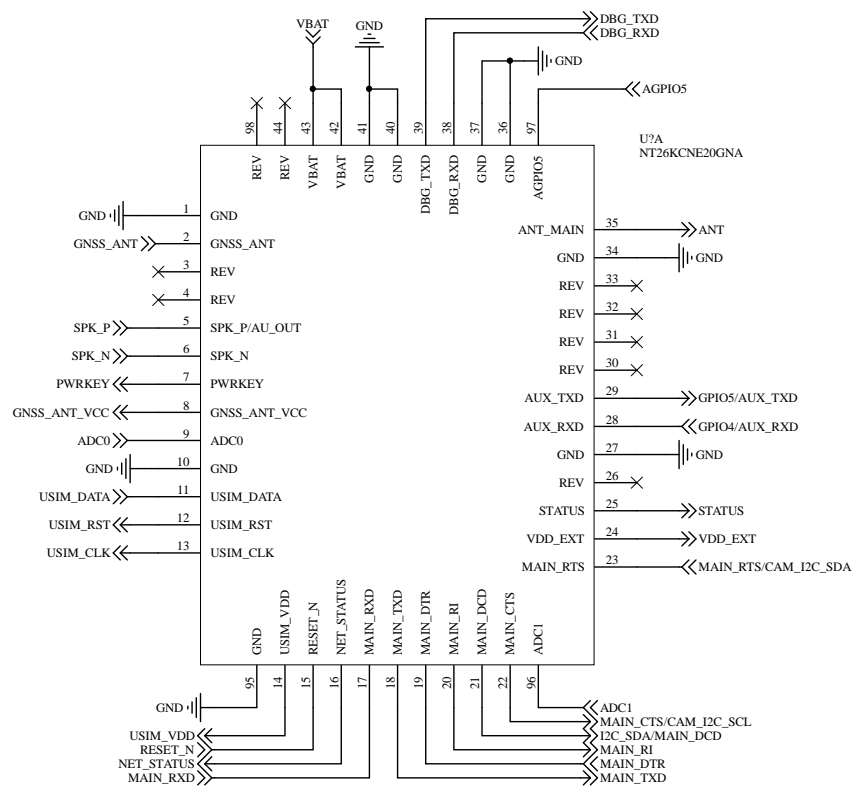 VBAT
GND
DBG_TXD
DBG_RXD
GND
AGPIO5
98
44
43
42
41
40
39
38
37
36
97
U?A
NT26KCNE20GNA
REV
REV
VBAT
VBAT
GND
GND
DBG_TXD
DBG_RXD
GND
GND
AGPIO5
GND 1 GND
GNSS_ANT 2 GNSS_ANT
3 REV
4 REV
SPK_P 5 SPK_P/AU_OUT
SPK_N 6 SPK_N
PWRKEY 7 PWRKEY
GNSS_ANT_VCC 8 GNSS_ANT_VCC
ADC0 9 ADC0
GND 10 GND
USIM_DATA 11 USIM_DATA
USIM_RST 12 USIM_RST
USIM_CLK 13 USIM_CLK
ANT_MAIN 35 ANT
GND 34 GND
REV 33
REV 32
REV 31
REV 30
AUX_TXD 29 GPIO5/AUX_TXD
AUX_RXD 28 GPIO4/AUX_RXD
GND 27 GND
REV 26
STATUS 25 STATUS
VDD_EXT 24 VDD_EXT
MAIN_RTS 23 MAIN_RTS/CAM_I2C_SDA
GND
USIM_VDD
RESET_N
NET_STATUS
MAIN_RXD
MAIN_TXD
MAIN_DTR
MAIN_RI
MAIN_DCD
MAIN_CTS
ADC1
95
14
15
16
17
18
19
20
21
22
96
GND
USIM_VDD
RESET_N
NET_STATUS
MAIN_RXD
ADC1
MAIN_CTS/CAM_I2C_SCL
I2C_SDA/MAIN_DCD
MAIN_RI
MAIN_DTR
MAIN_TXD